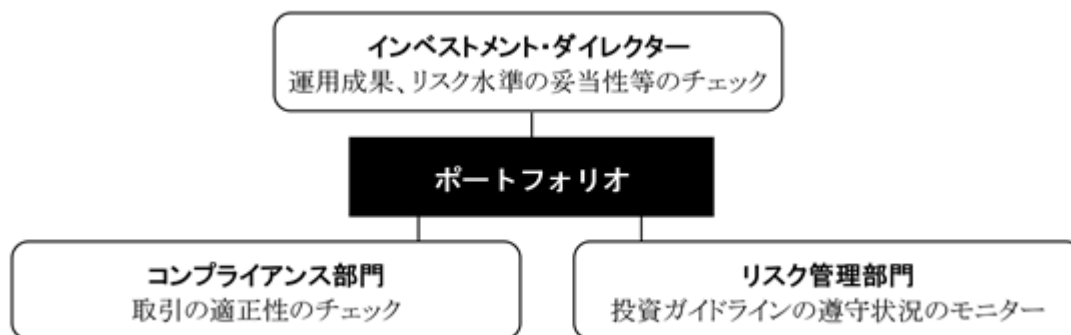 インベストメント・ダイレクター
運用成果、リスク水準の妥当性等のチェック
ポートフォリオ
コンプライアンス部門
取引の適正性のチェック
リスク管理部門
投資ガイドラインの遵守状況のモニター